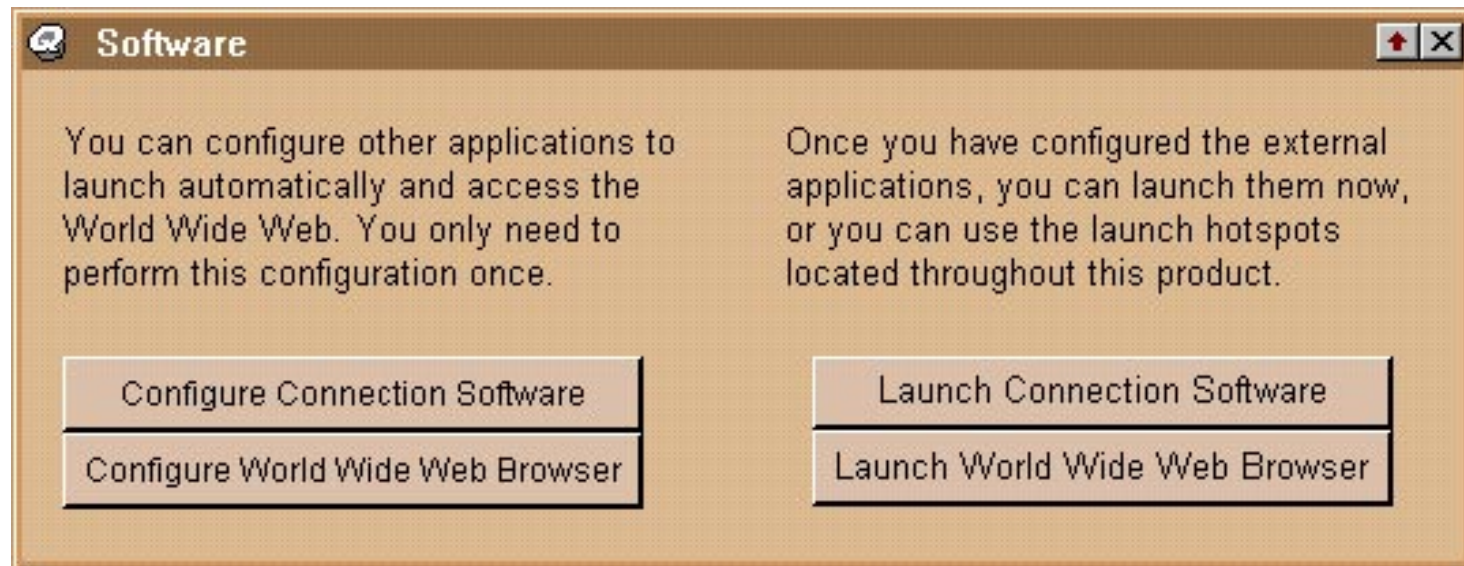 Software
You can configure other applications to
launch automatically and access the
World Wide Web. You only need to
perform this configuration once.
Once you have configured the external
applications, you can launch them now,
or you can use the launch hotspots
located throughout this product.
Configure Connection Software
Configure World Wide Web Browser
Launch Connection Software
Launch World Wide Web Browser